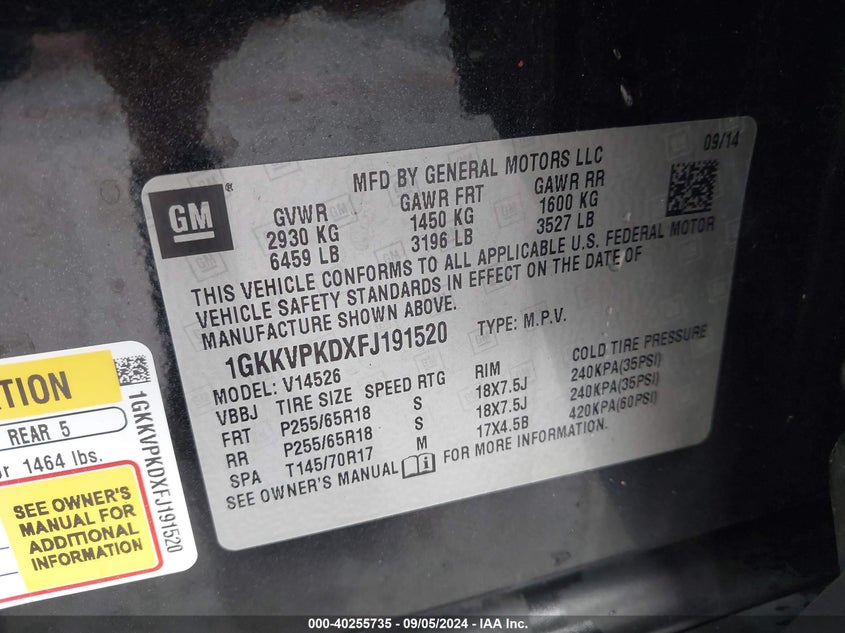 GM®
MFD BY GENERAL MOTORS LLC
09/14
GVWR GAWR FRT GAWR RR
2930 KG 1450 KG 1600 KG
6459 LB 3196 LB 3527 LB
THIS VEHICLE CONFORMS TO ALL APPLICABLE U.S. FEDERAL MOTOR
VEHICLE SAFETY STANDARDS IN EFFECT ON THE DATE OF
MANUFACTURE SHOWN ABOVE.
1GKKVPKDXFJ191520 TYPE: M.P.V.
MODEL: V14526
VBBJ TIRE SIZE SPEED RTG RIM COLD TIRE PRESSURE
FRT P255/65R18 S 18X7.5J 240KPA(35PSI)
RR P255/65R18 S 18X7.5J 240KPA(35PSI)
SPA T145/70R17 M 17X4.5B 420KPA(60PSI)
SEE OWNER'S MANUAL FOR MORE INFORMATION.
TION
REAR 5
or 1464 lbs.
SEE OWNER'S
MANUAL FOR
ADDITIONAL
INFORMATION
1GKKVPKDXFJ191520
000-40255735 - 09/05/2024 - IAA Inc.